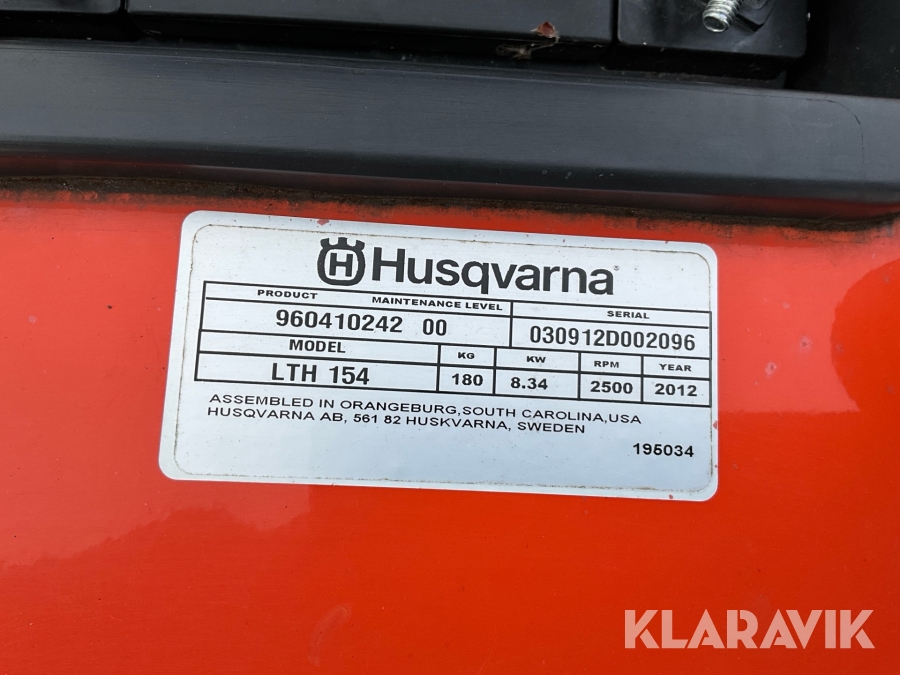 H Husqvarna
PRODUCT MAINTENANCE LEVEL SERIAL
960410242 00 030912D002096
MODEL KG KW RPM YEAR
LTH 154 180 8.34 2500 2012
ASSEMBLED IN ORANGEBURG,SOUTH CAROLINA,USA
HUSQVARNA AB, 561 82 HUSKVARNA, SWEDEN
195034
KLARAVIK